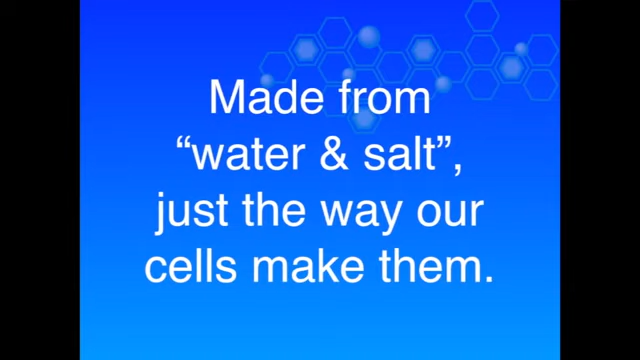 Made from
“water & salt”,
just the way our
cells make them.